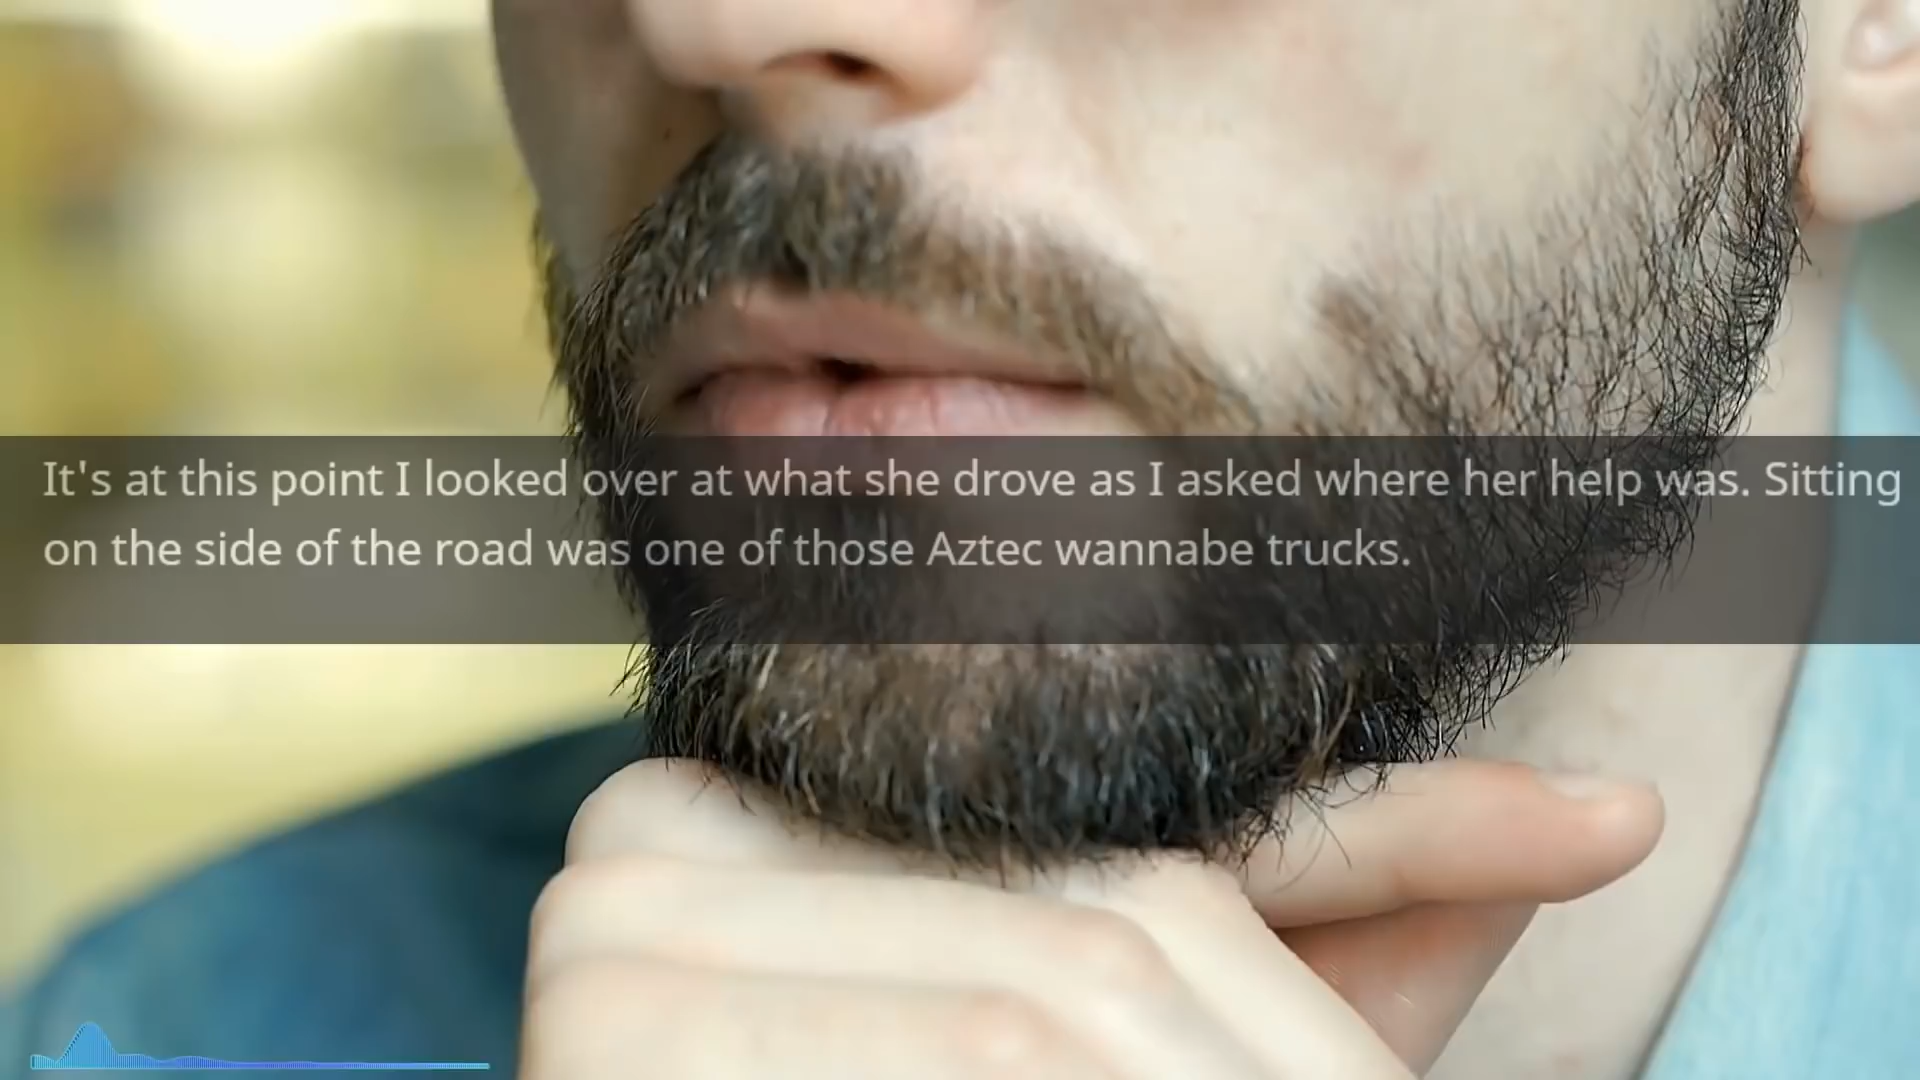 It's at this point I looked over at what she drove as I asked where her help was. Sitting
on the side of the road was one of those Aztec wannabe trucks.